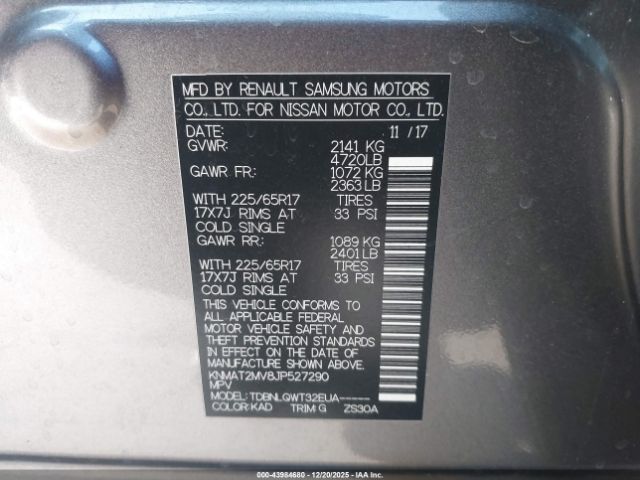 MFD BY RENAULT SAMSUNG MOTORS
CO., LTD. FOR NISSAN MOTOR CO., LTD.
DATE: 11 / 17
GVWR: 2141 KG
4720LB
GAWR FR: 1072 KG
2363 LB
WITH 225/65R17 TIRES
17X7J RIMS AT 33 PSI
COLD SINGLE
GAWR RR: 1089 KG
2401 LB
WITH 225/65R17 TIRES
17X7J RIMS AT 33 PSI
COLD SINGLE
THIS VEHICLE CONFORMS TO
ALL APPLICABLE FEDERAL
MOTOR VEHICLE SAFETY AND
THEFT PREVENTION STANDARDS
IN EFFECT ON THE DATE OF
MANUFACTURE SHOWN ABOVE.
KNMAT2MV8JP527290
MPV
MODEL: TDBNLQWT32EUA-----
COLOR: KAD TRIM: G ZS30A
000-43984680 - 12/20/2025 - IAA Inc.